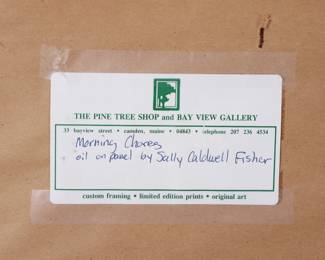 THE PINE TREE SHOP and BAY VIEW GALLERY
33 bayview street • camden, maine • 04843 • telephone 207 236 4534
Morning Chores
oil on panel by Sally Caldwell Fisher
custom framing • limited edition prints • original art